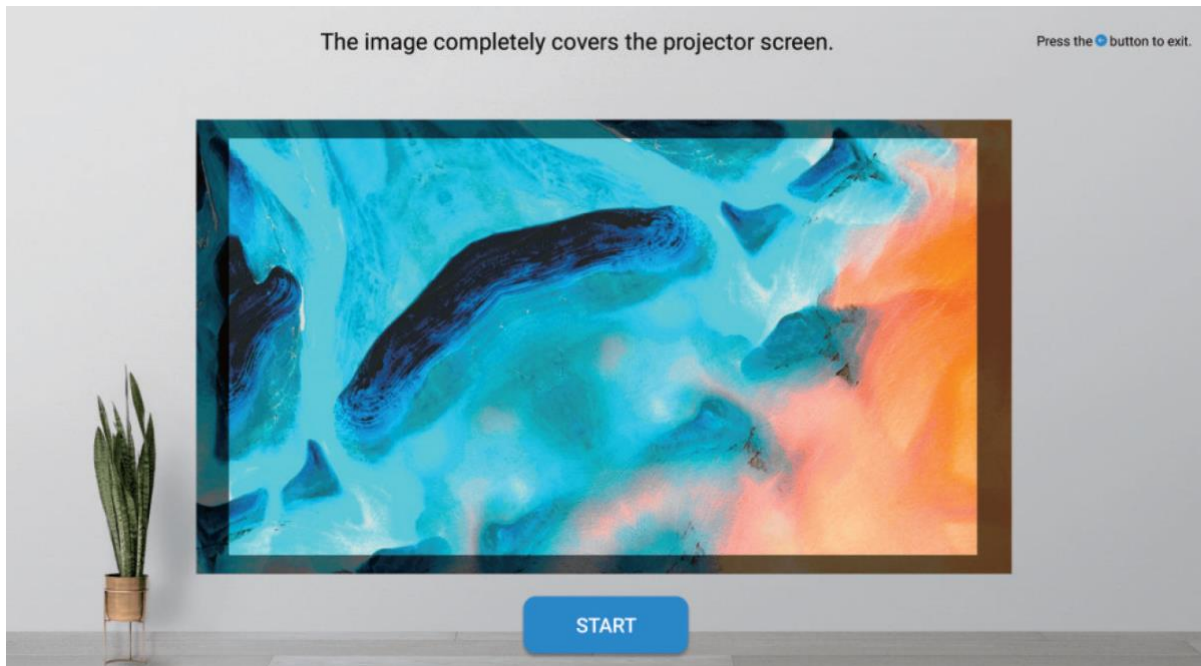 The image completely covers the projector screen.
Press the button to exit.
START